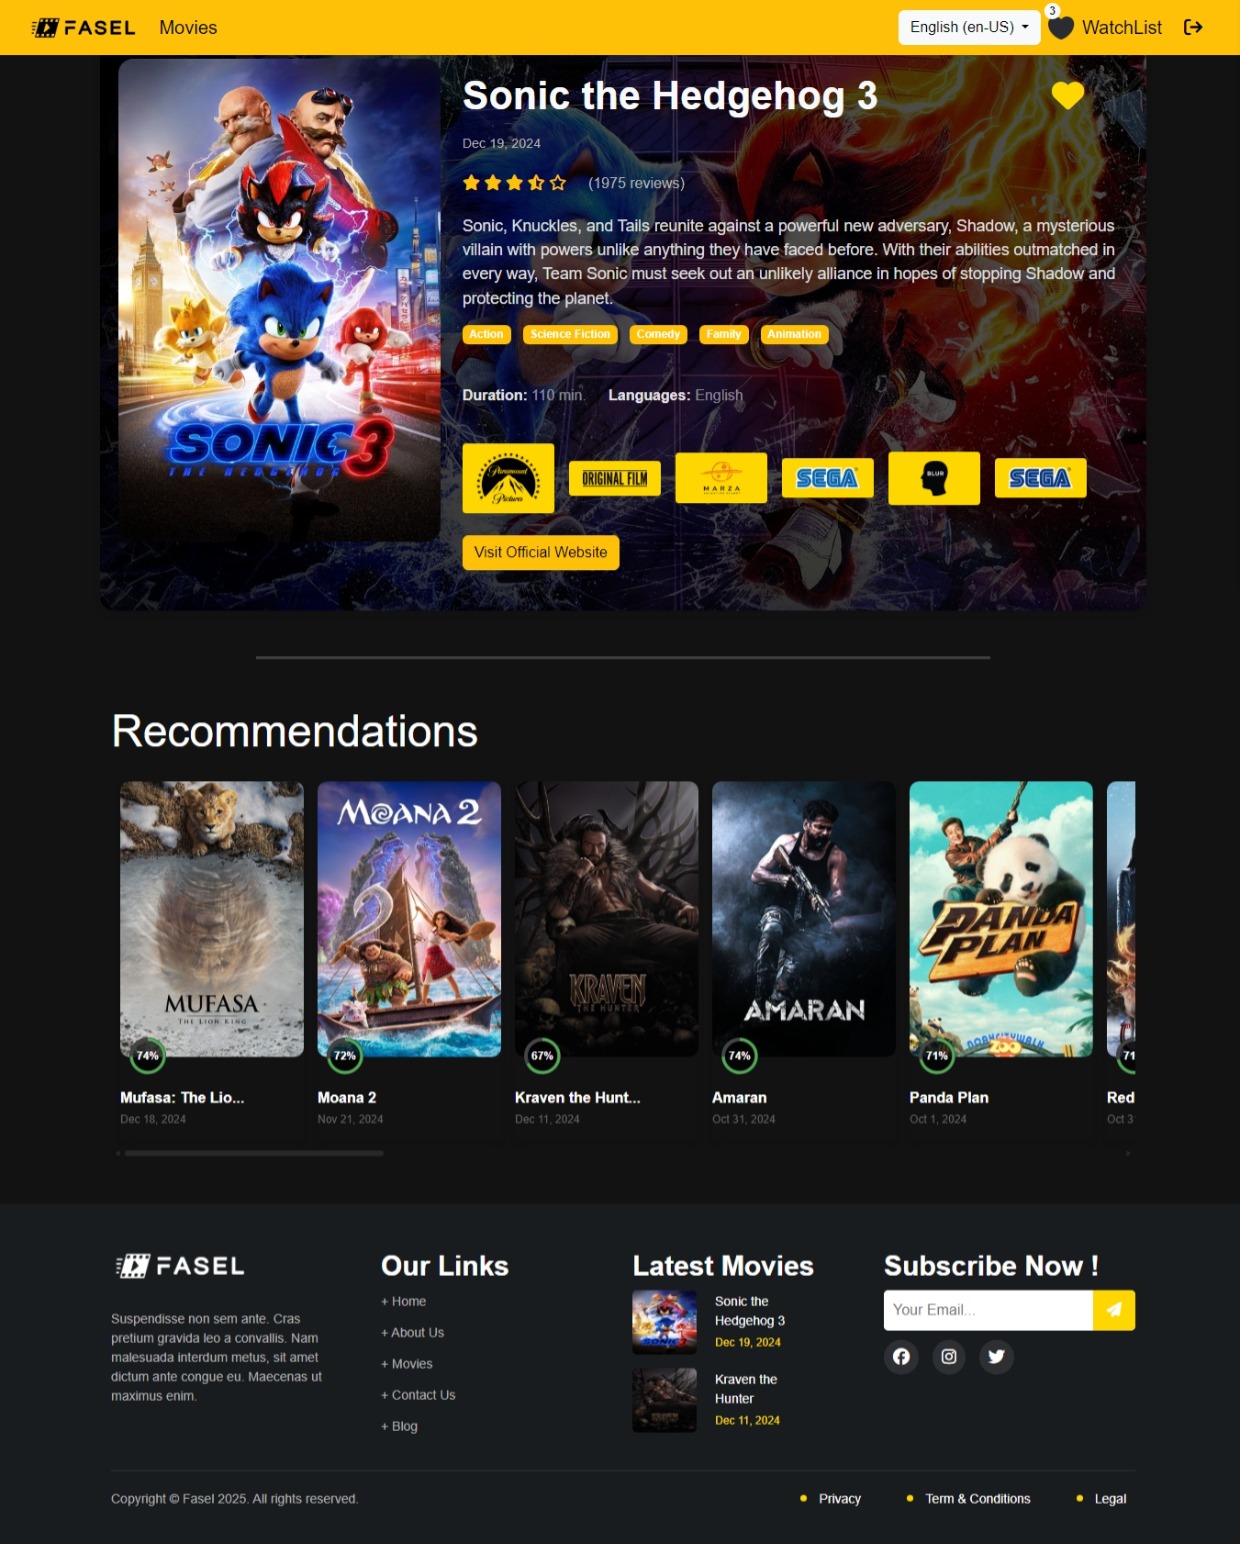 FASEL
Movies
English (en-US)
3
WatchList
Sonic the Hedgehog 3
Dec 19, 2024
(1975 reviews)
Sonic, Knuckles, and Tails reunite against a powerful new adversary, Shadow, a mysterious
villain with powers unlike anything they have faced before. With their abilities outmatched in
every way, Team Sonic must seek out an unlikely alliance in hopes of stopping Shadow and
protecting the planet.
Action Science Fiction Comedy Family Animation
Duration: 110 min. Languages: English
SONIC 3
THE HEDGEHOG
Paramount
Pictures
ORIGINAL FILM
MARZA
SEGA
BLUR
SEGA
Visit Official Website
Recommendations
MUFASA
THE LION KING
MOANA 2
KRAVEN
THE HUNTER
AMARAN
PANDA
PLAN
ZOO
74% 72% 67% 74% 71% 71
Mufasa: The Lio...
Dec 18, 2024
Moana 2
Nov 21, 2024
Kraven the Hunt...
Dec 11, 2024
Amaran
Oct 31, 2024
Panda Plan
Oct 1, 2024
Red
Oct 3
FASEL
Suspendisse non sem ante. Cras
pretium gravida leo a convallis. Nam
malesuada interdum metus, sit amet
dictum ante congue eu. Maecenas ut
maximus enim.
Our Links
+ Home
+ About Us
+ Movies
+ Contact Us
+ Blog
Latest Movies
Sonic the
Hedgehog 3
Dec 19, 2024
Kraven the
Hunter
Dec 11, 2024
Subscribe Now !
Your Email...
Copyright © Fasel 2025. All rights reserved.
Privacy
Term & Conditions
Legal